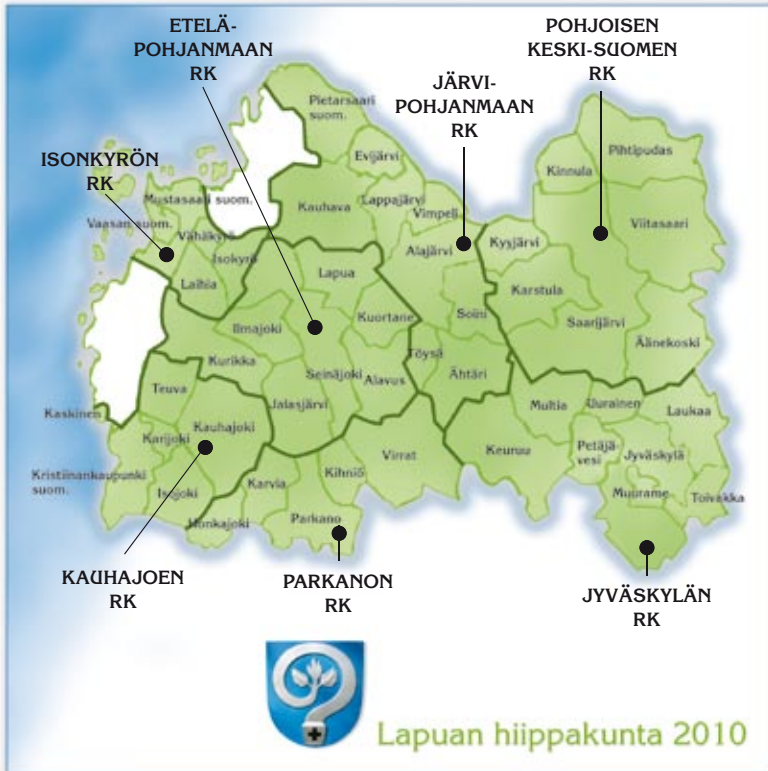 ETELÄ-
POHJANMAAN
RK
POHJOISEN
KESKI-SUOMEN
RK
JÄRVI-
POHJANMAAN
RK
ISONKYRÖN
RK
Pietarsaari
suom.
Evijärvi
Pihtipudas
Kinnula
Mustasaari suom.
Kauhava
Lappajärvi
Vimpeli
Viitasaari
Vaasan suom.
Vähäkyrö
Isokyrö
Alajärvi
Kyyjärvi
Laihia
Lapua
Karstula
Kuortane
Soini
Saarijärvi
Ilmajoki
Äänekoski
Kurikka
Töysä
Seinäjoki
Alavus
Ähtäri
Teuva
Jalasjärvi
Multia
Uurainen
Laukaa
Kaskinen
Kauhajoki
Karijoki
Keuruu
Petäjä-
vesi
Jyväskylä
Virrat
Kihniö
Kristiinankaupunki
suom.
Isojoki
Karvia
Muurame
Toivakka
Honkajoki
Parkano
KAUHAJOEN
RK
PARKANON
RK
JYVÄSKYLÄN
RK
Lapuan hiippakunta 2010